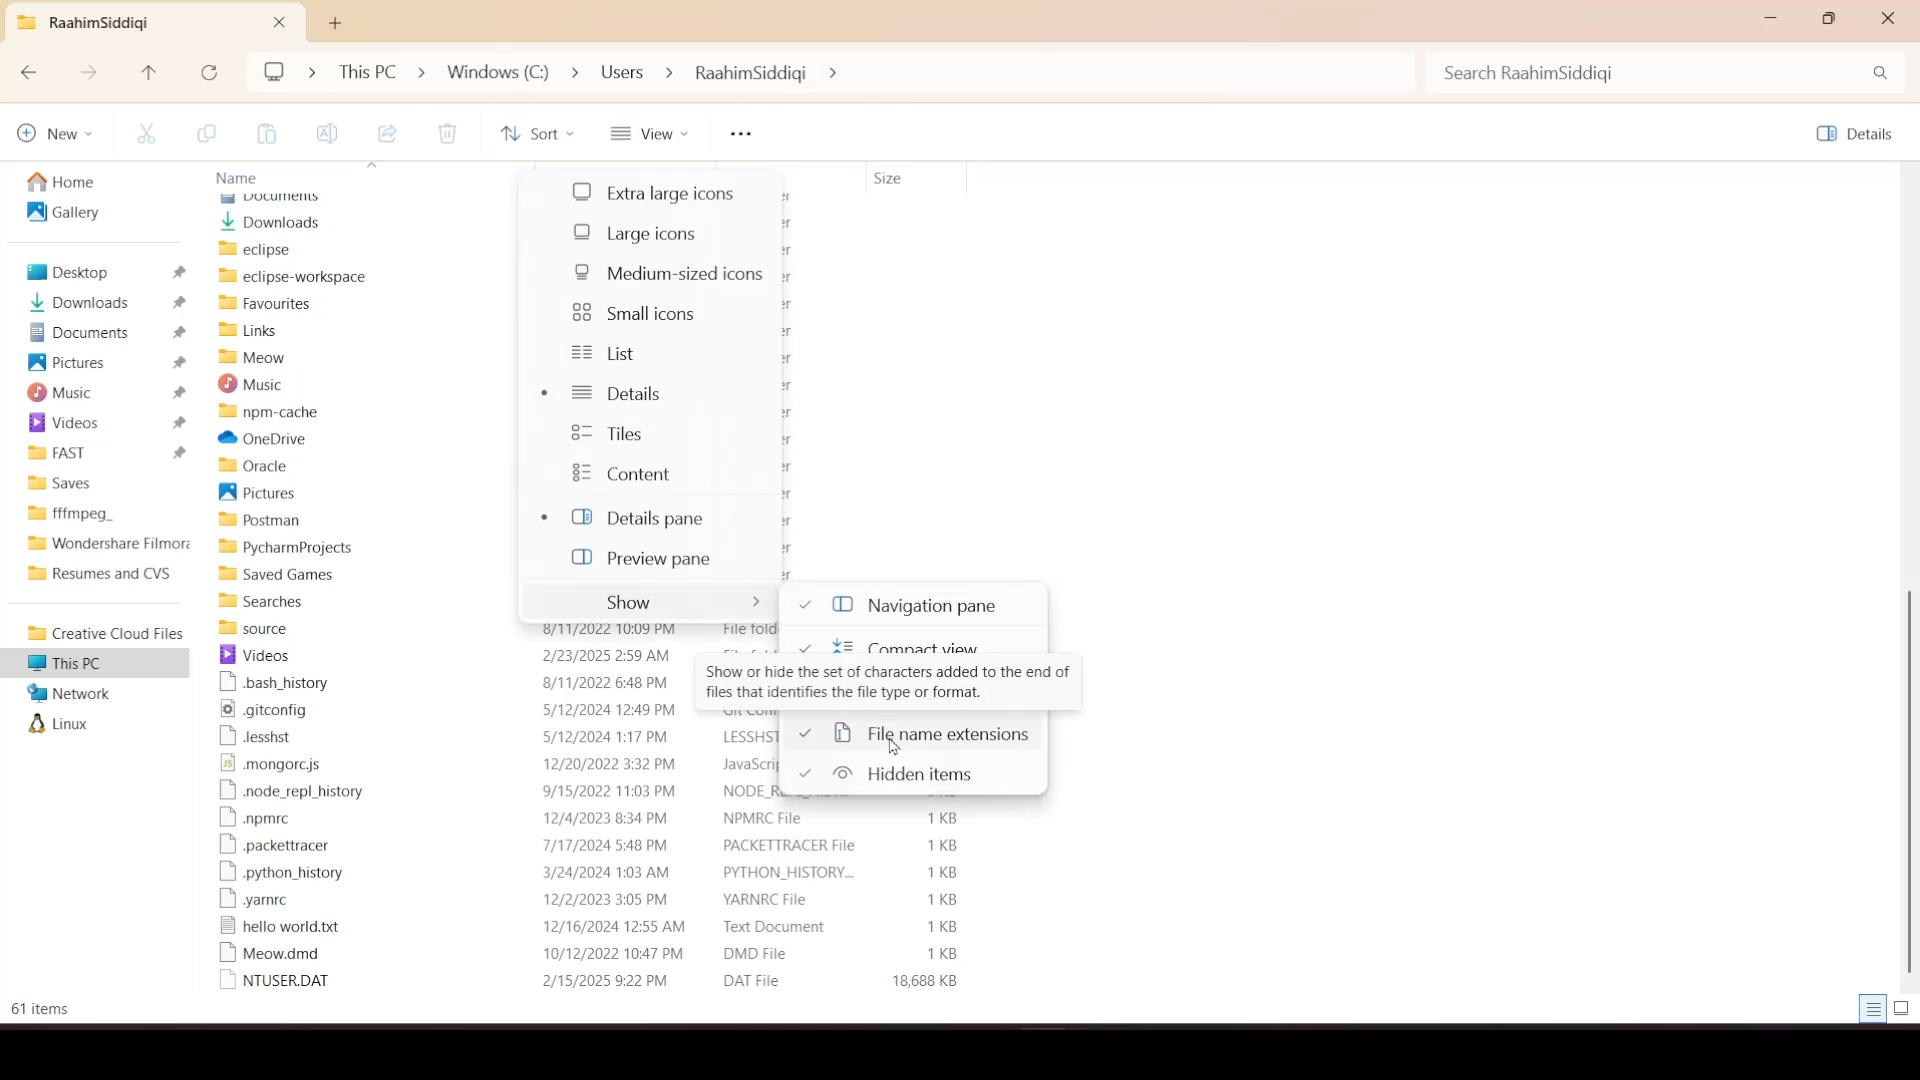 RaahimSiddiqi
This PC > Windows (C:) > Users > RaahimSiddiqi >
Search RaahimSiddiqi
New
Sort
View
Details
Home
Gallery
Desktop
Downloads
Documents
Pictures
Music
Videos
FAST
Saves
fffmpeg_
Wondershare Filmora
Resumes and CVS
Creative Cloud Files
This PC
Network
Linux
Name
Size
Documents
Downloads
eclipse
eclipse-workspace
Favourites
Links
Meow
Music
npm-cache
OneDrive
Oracle
Pictures
Postman
PycharmProjects
Saved Games
Searches
source 8/11/2022 10:09 PM File fold
Videos 2/23/2025 2:59 AM
.bash_history 8/11/2022 6:48 PM
.gitconfig 5/12/2024 12:49 PM
.lesshst 5/12/2024 1:17 PM LESSHST
.mongorc.js 12/20/2022 3:32 PM JavaScrip
.node_repl_history 9/15/2022 11:03 PM
.npmrc 12/4/2023 8:34 PM NPMRC File 1 KB
.packettracer 7/17/2024 5:48 PM PACKETTRACER File 1 KB
.python_history 3/24/2024 1:03 AM PYTHON_HISTORY... 1 KB
.yarnrc 12/2/2023 3:05 PM YARNRC File 1 KB
hello world.txt 12/16/2024 12:55 AM Text Document 1 KB
Meow.dmd 10/12/2022 10:47 PM DMD File 1 KB
NTUSER.DAT 2/15/2025 9:22 PM DAT File 18,688 KB
Extra large icons
Large icons
Medium-sized icons
Small icons
List
Details
Tiles
Content
Details pane
Preview pane
Show
Navigation pane
Compact view
Show or hide the set of characters added to the end of
files that identifies the file type or format.
File name extensions
Hidden items
61 items